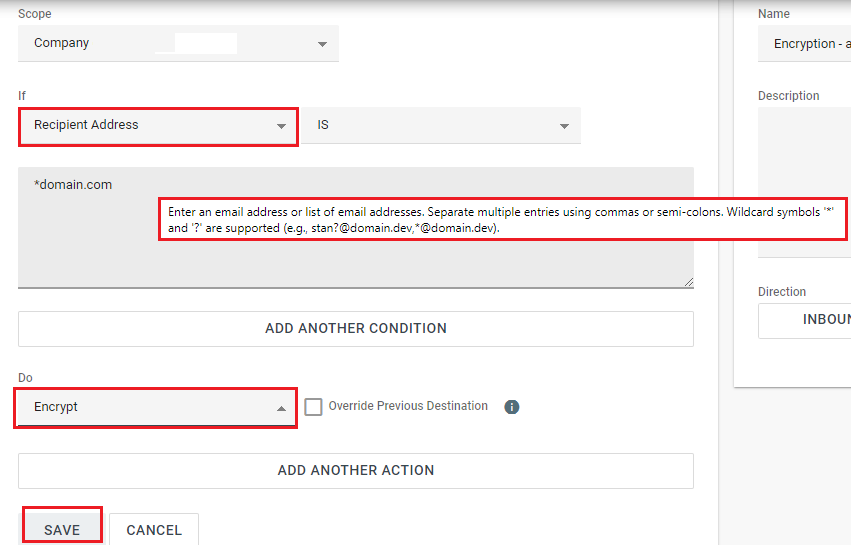 Scope
Company
If
Recipient Address
IS
*domain.com
Enter an email address or list of email addresses. Separate multiple entries using commas or semi-colons. Wildcard symbols '*'
and '?' are supported (e.g., stan?@domain.dev,*@domain.dev).
ADD ANOTHER CONDITION
Do
Encrypt
Override Previous Destination
i
ADD ANOTHER ACTION
SAVE
CANCEL
Name
Encryption - a
Description
Direction
INBOUN